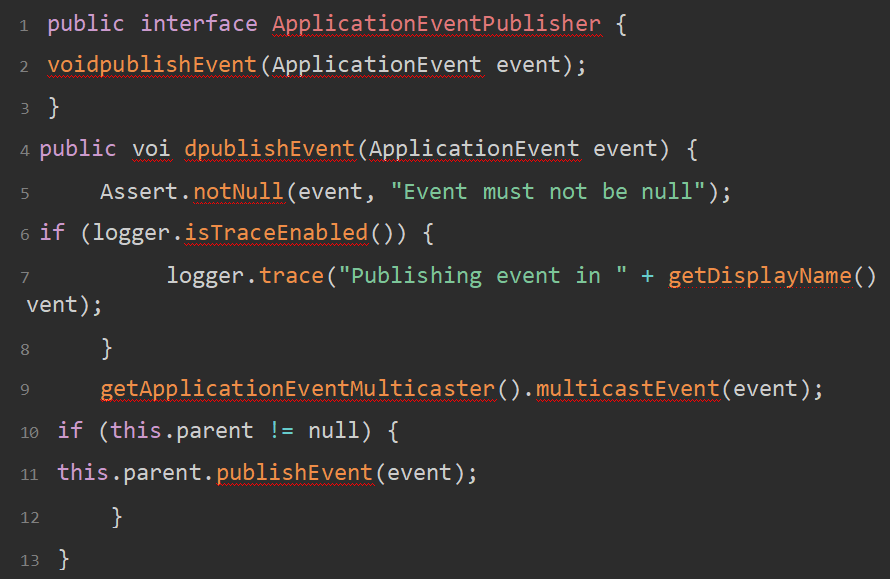 1 public interface ApplicationEventPublisher {
2 voidpublishEvent(ApplicationEvent event);
3 }
4 public voi dpublishEvent(ApplicationEvent event) {
5 Assert.notNull(event, "Event must not be null");
6 if (logger.isTraceEnabled()) {
7 logger.trace("Publishing event in " + getDisplayName()
vent);
8 }
9 getApplicationEventMulticaster().multicastEvent(event);
10 if (this.parent != null) {
11 this.parent.publishEvent(event);
12 }
13 }